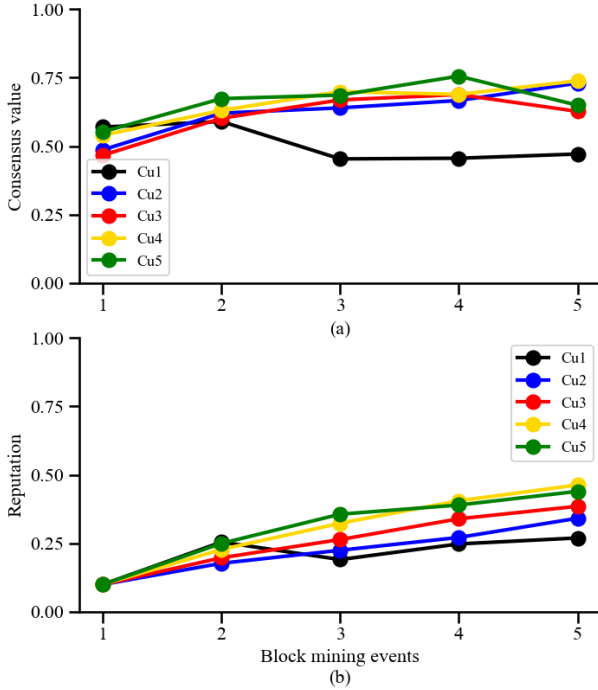 1.00
0.75
0.50
0.25
0.00
Consensus value
Cu1
Cu2
Cu3
Cu4
Cu5
1 2 3 4 5
(a)
1.00
0.75
0.50
0.25
0.00
Reputation
Cu1
Cu2
Cu3
Cu4
Cu5
1 2 3 4 5
Block mining events
(b)